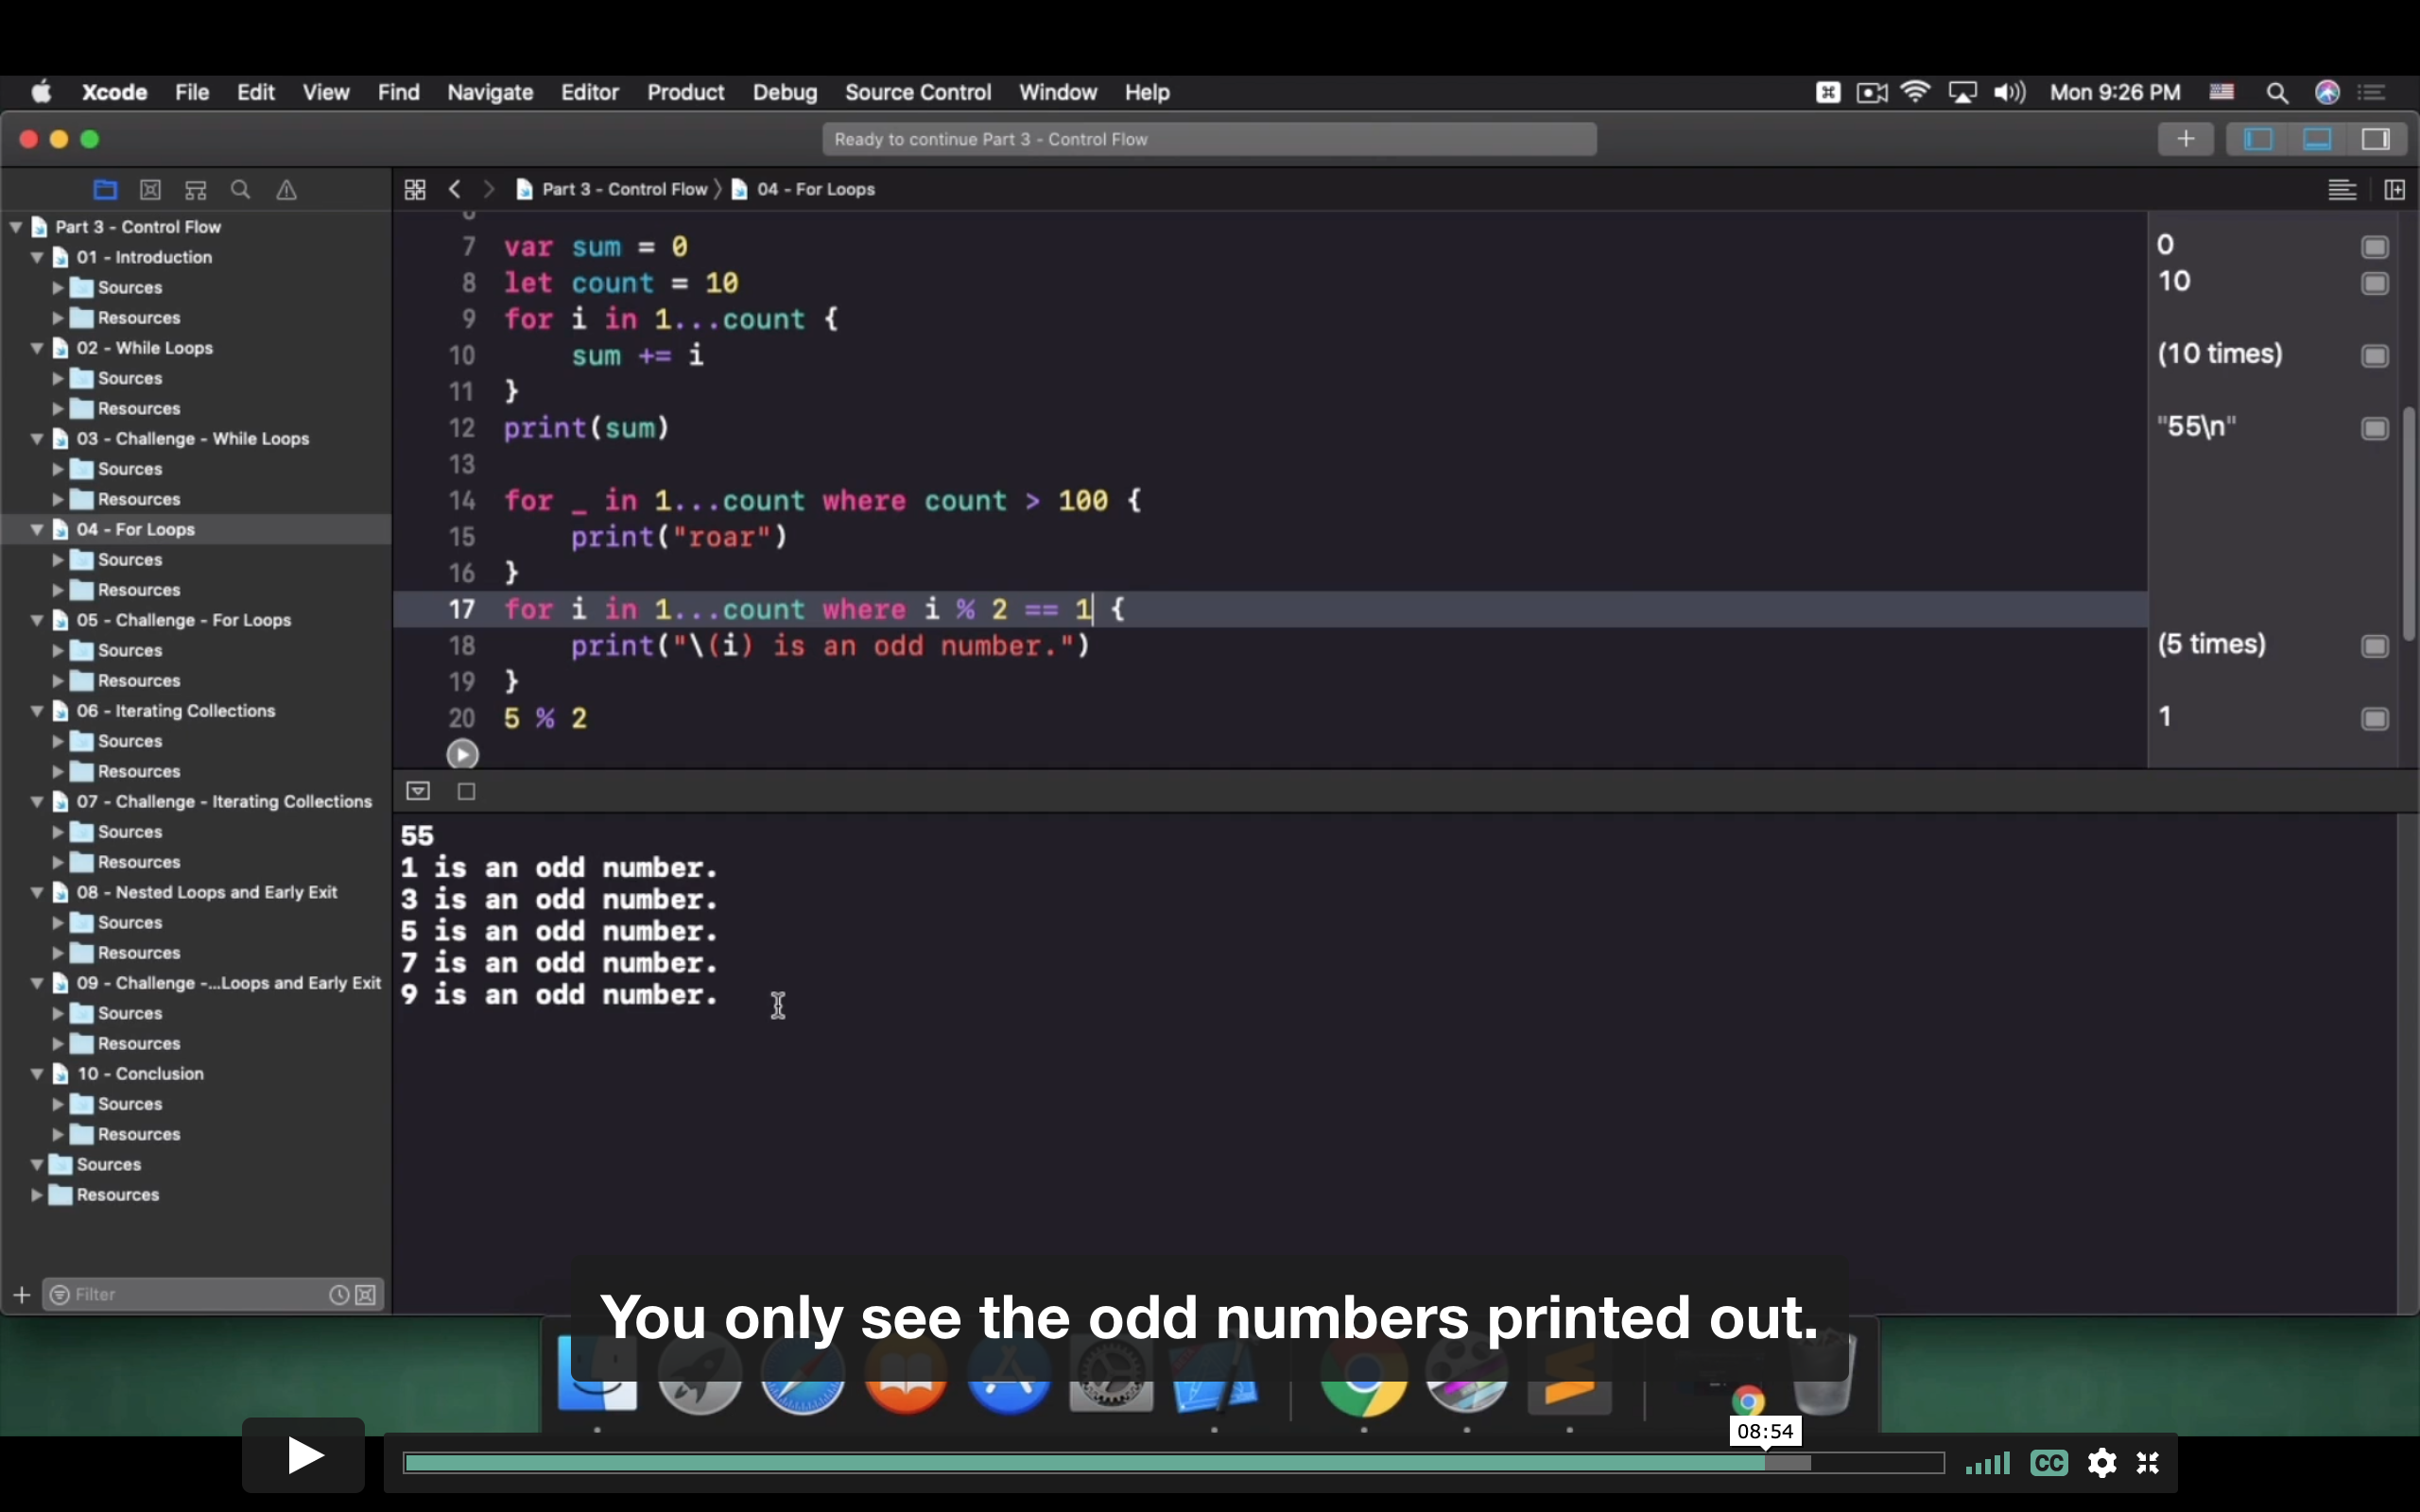 Xcode File Edit View Find Navigate Editor Product Debug Source Control Window Help Mon 9:26 PM
Ready to continue Part 3 - Control Flow
Part 3 - Control Flow 04 - For Loops
Part 3 - Control Flow
01 - Introduction
Sources
Resources
02 - While Loops
Sources
Resources
03 - Challenge - While Loops
Sources
Resources
04 - For Loops
Sources
Resources
05 - Challenge - For Loops
Sources
Resources
06 - Iterating Collections
Sources
Resources
07 - Challenge - Iterating Collections
Sources
Resources
08 - Nested Loops and Early Exit
Sources
Resources
09 - Challenge -...Loops and Early Exit
Sources
Resources
10 - Conclusion
Sources
Resources
Sources
Resources
Filter
7 var sum = 0
8 let count = 10
9 for i in 1...count {
10 sum += i
11 }
12 print(sum)
13
14 for _ in 1...count where count > 100 {
15 print("roar")
16 }
17 for i in 1...count where i % 2 == 1 {
18 print("\(i) is an odd number.")
19 }
20 5 % 2
0
10
(10 times)
"55\n"
(5 times)
1
55
1 is an odd number.
3 is an odd number.
5 is an odd number.
7 is an odd number.
9 is an odd number.
You only see the odd numbers printed out.
08:54
CC